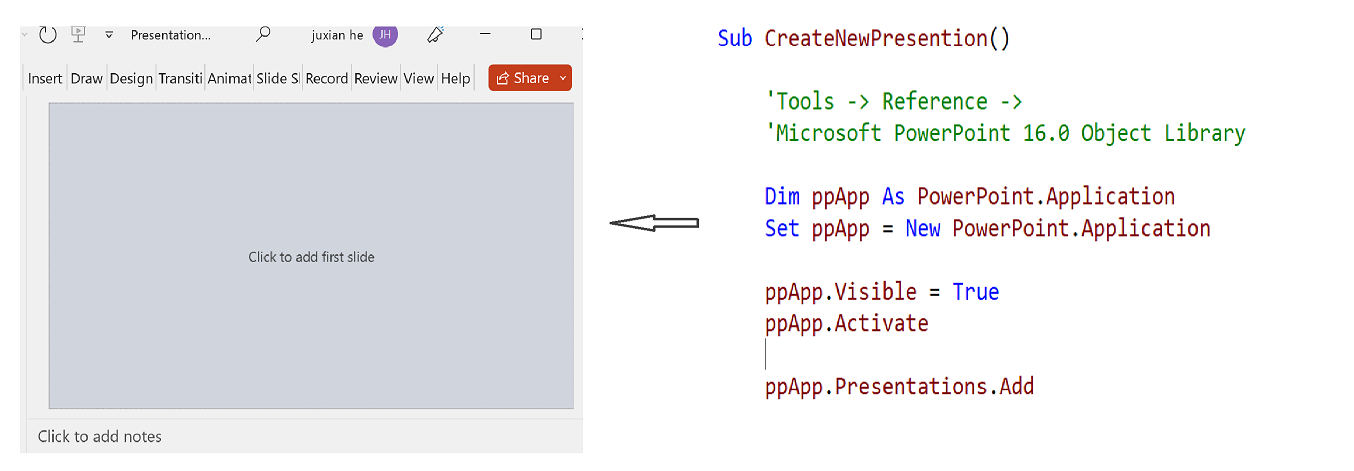 Presentation... juxian he JH
Insert Draw Design Transiti Animat Slide S Record Review View Help Share
Click to add first slide
Click to add notes
Sub CreateNewPresention()
'Tools -> Reference ->
'Microsoft PowerPoint 16.0 Object Library
Dim ppApp As PowerPoint.Application
Set ppApp = New PowerPoint.Application
ppApp.Visible = True
ppApp.Activate
ppApp.Presentations.Add